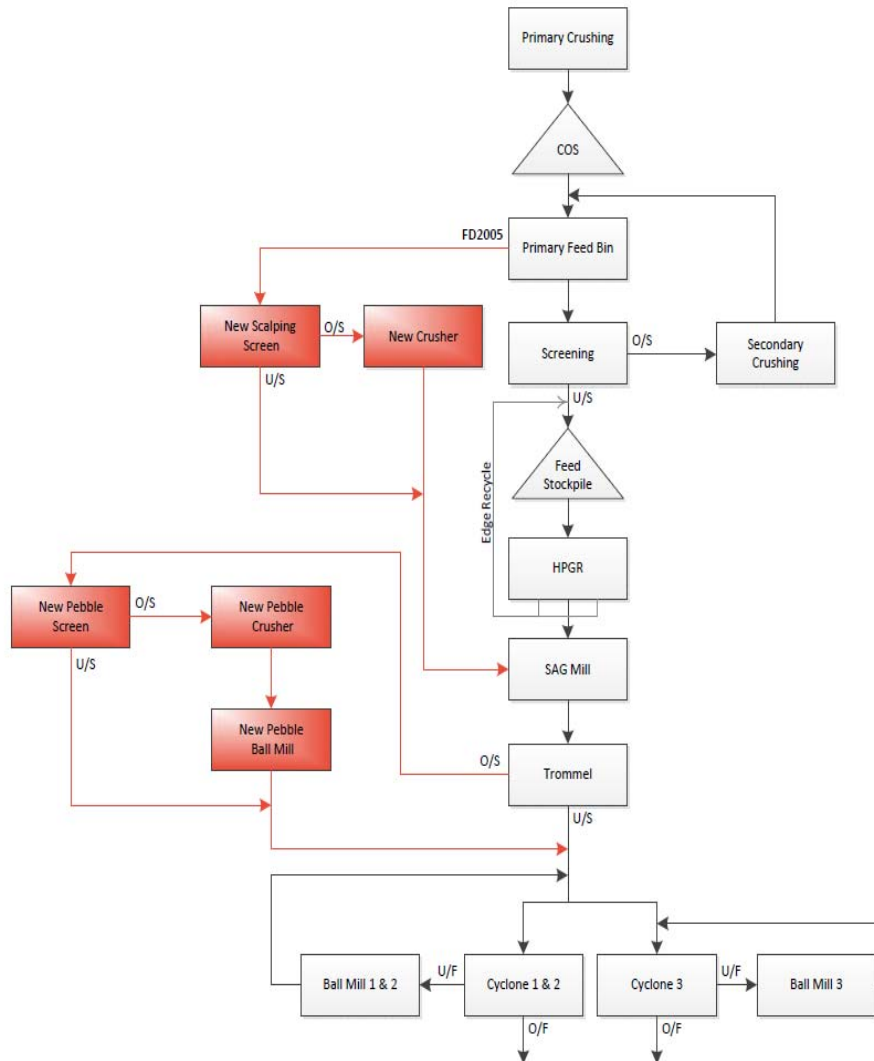 Primary Crushing
COS
FD2005
Primary Feed Bin
New Scalping
Screen
O/S
New Crusher
Screening
O/S
Secondary
Crushing
U/S
U/S
Feed
Stockpile
Edge Recycle
HPGR
New Pebble
Screen
O/S
New Pebble
Crusher
U/S
SAG Mill
New Pebble
Ball Mill
O/S
Trommel
U/S
Ball Mill 1 & 2
U/F
Cyclone 1 & 2
Cyclone 3
U/F
Ball Mill 3
O/F
O/F